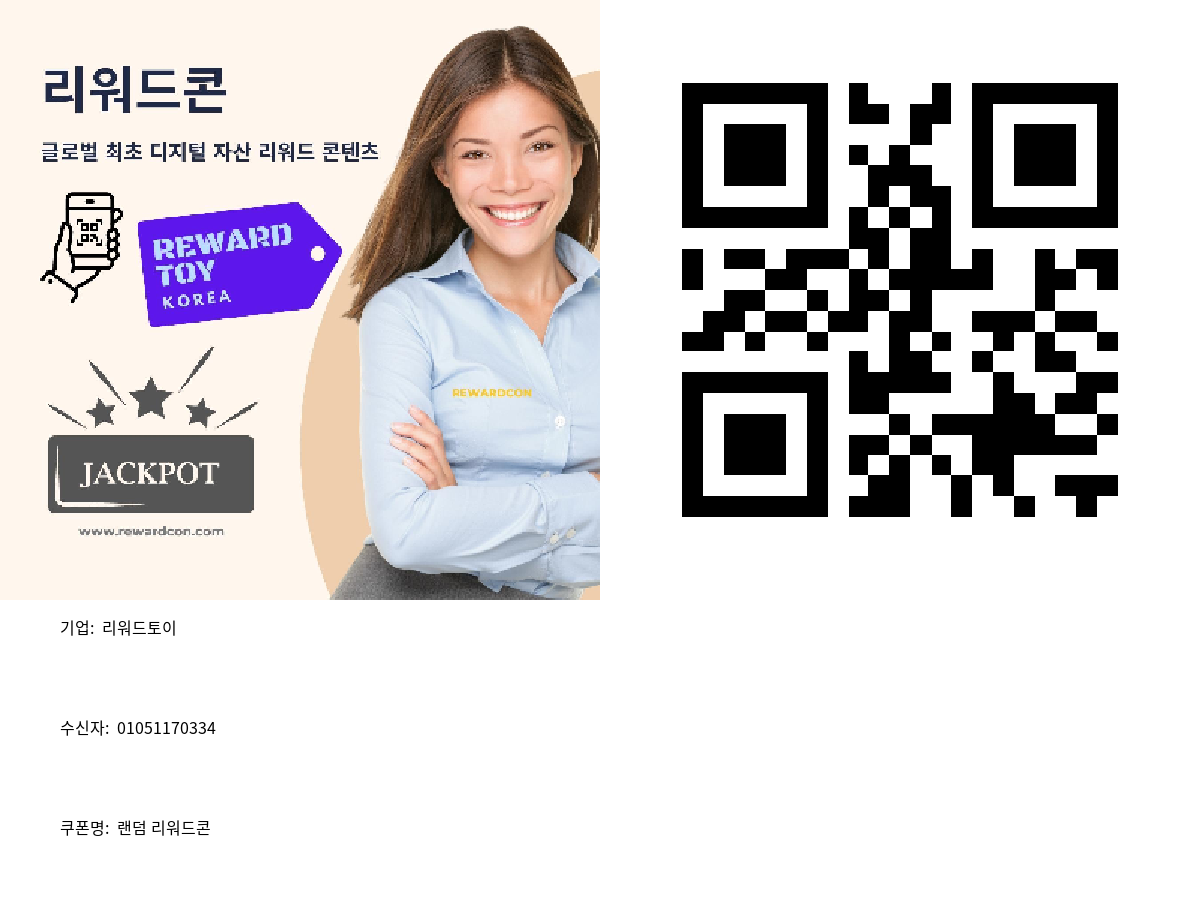 리워드콘
글로벌 최초 디지털 자산 리워드 콘텐츠
REWARD
TOY
KOREA
REWARDCON
JACKPOT
www.rewardcon.com
기업: 리워드토이
수신자: 01051170334
쿠폰명: 랜덤 리워드콘